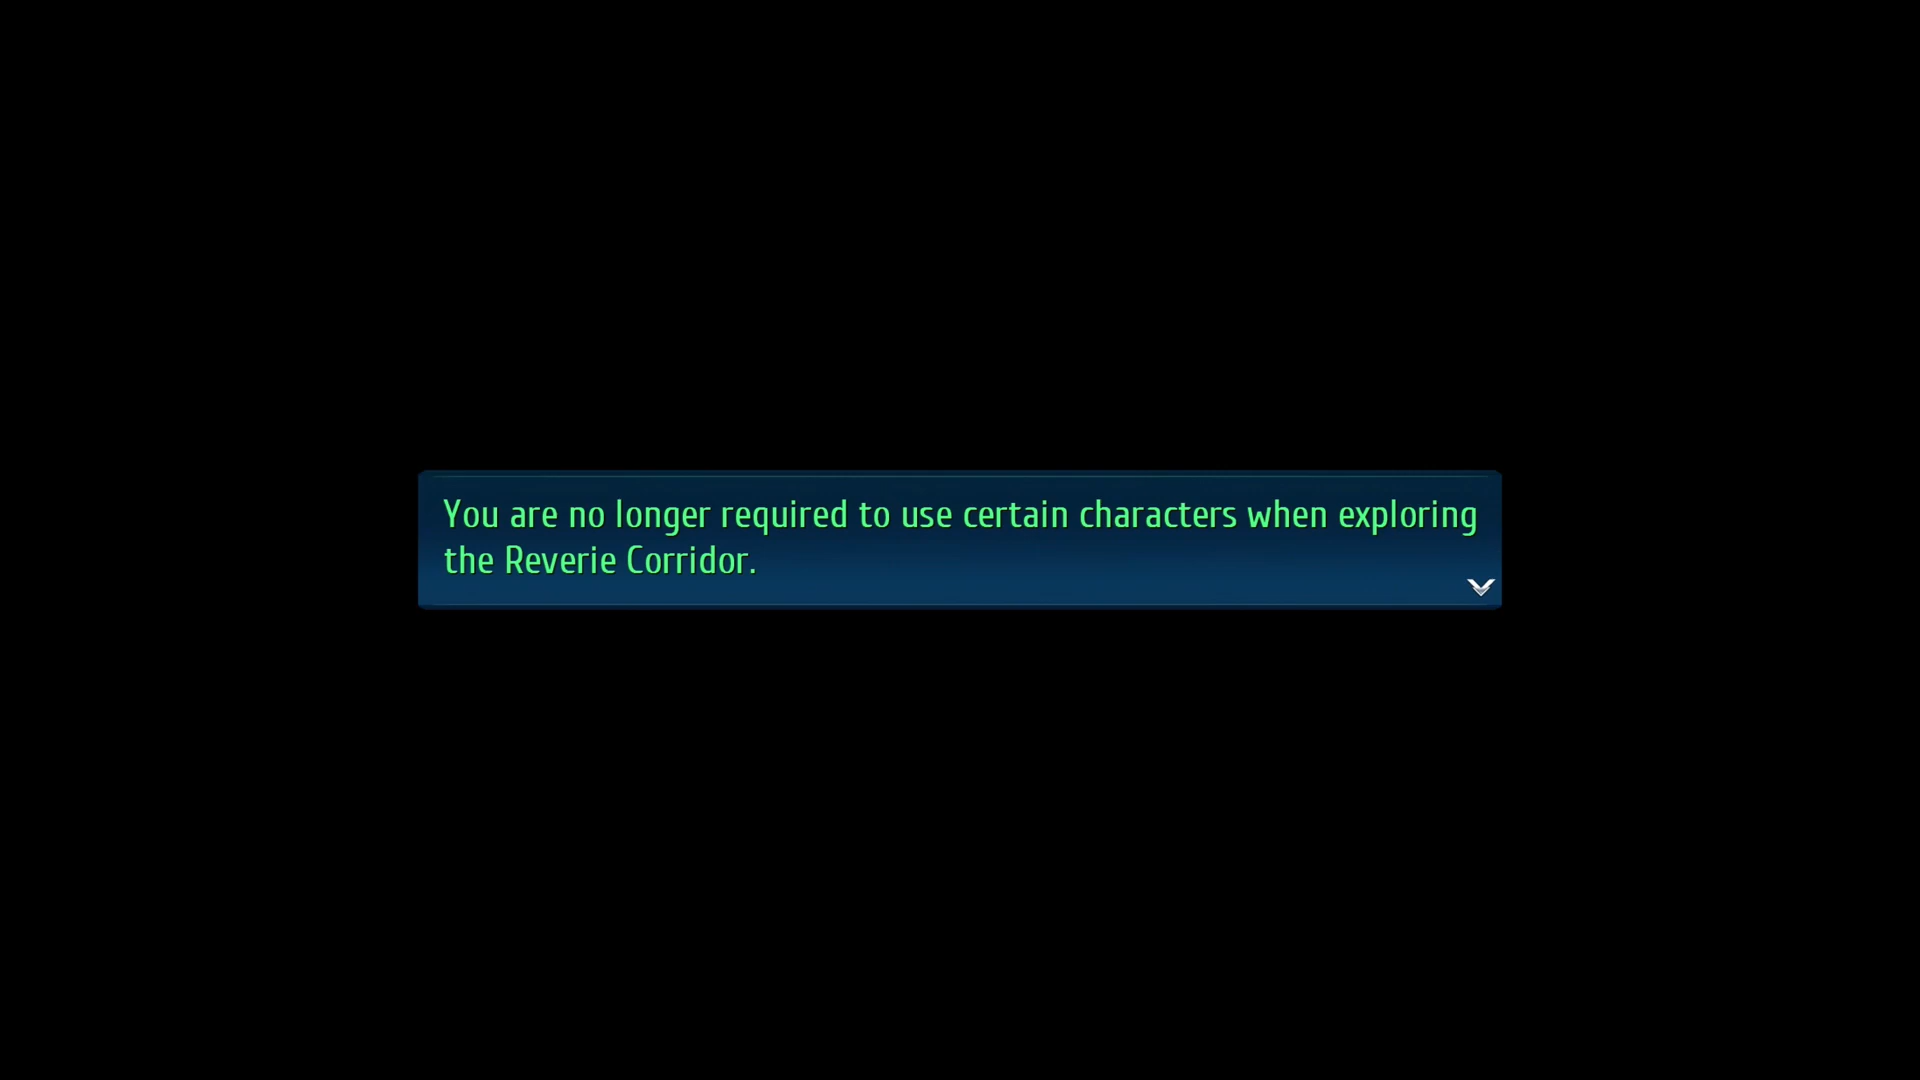 You are no longer required to use certain characters when exploring
the Reverie Corridor.